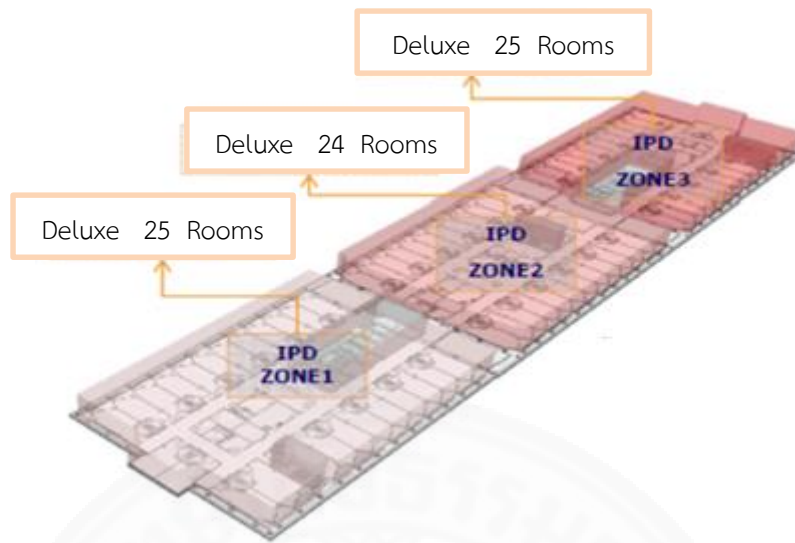 Deluxe 25 Rooms
Deluxe 24 Rooms
Deluxe 25 Rooms
IPD
ZONE3
IPD
ZONE2
IPD
ZONE1